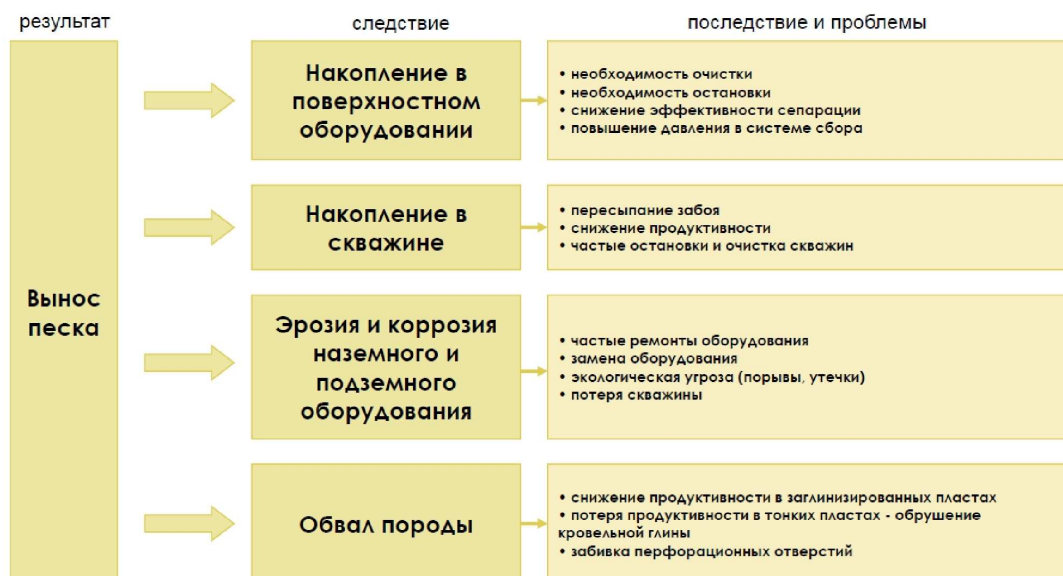 результат
следствие
последствие и проблемы
Вынос
песка
Накопление в
поверхностном
оборудовании
• необходимость очистки
• необходимость остановки
• снижение эффективности сепарации
• повышение давления в системе сбора
Накопление в
скважине
• пересыпание забоя
• снижение продуктивности
• частые остановки и очистка скважин
Эрозия и коррозия
наземного и
подземного
оборудования
• частые ремонты оборудования
• замена оборудования
• экологическая угроза (порывы, утечки)
• потеря скважины
Обвал породы
• снижение продуктивности в заглинизированных пластах
• потеря продуктивности в тонких пластах - обрушение
кровельной глины
• забивка перфорационных отверстий